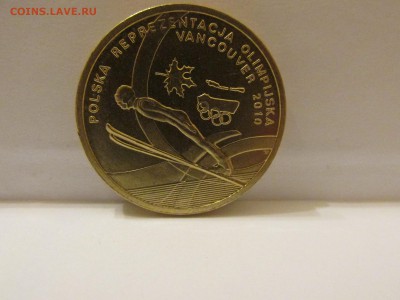 COINS.LAVE.RU
POLSKA REPREZENTACJA OLIMPIJSKA
VANCOUVER 2010